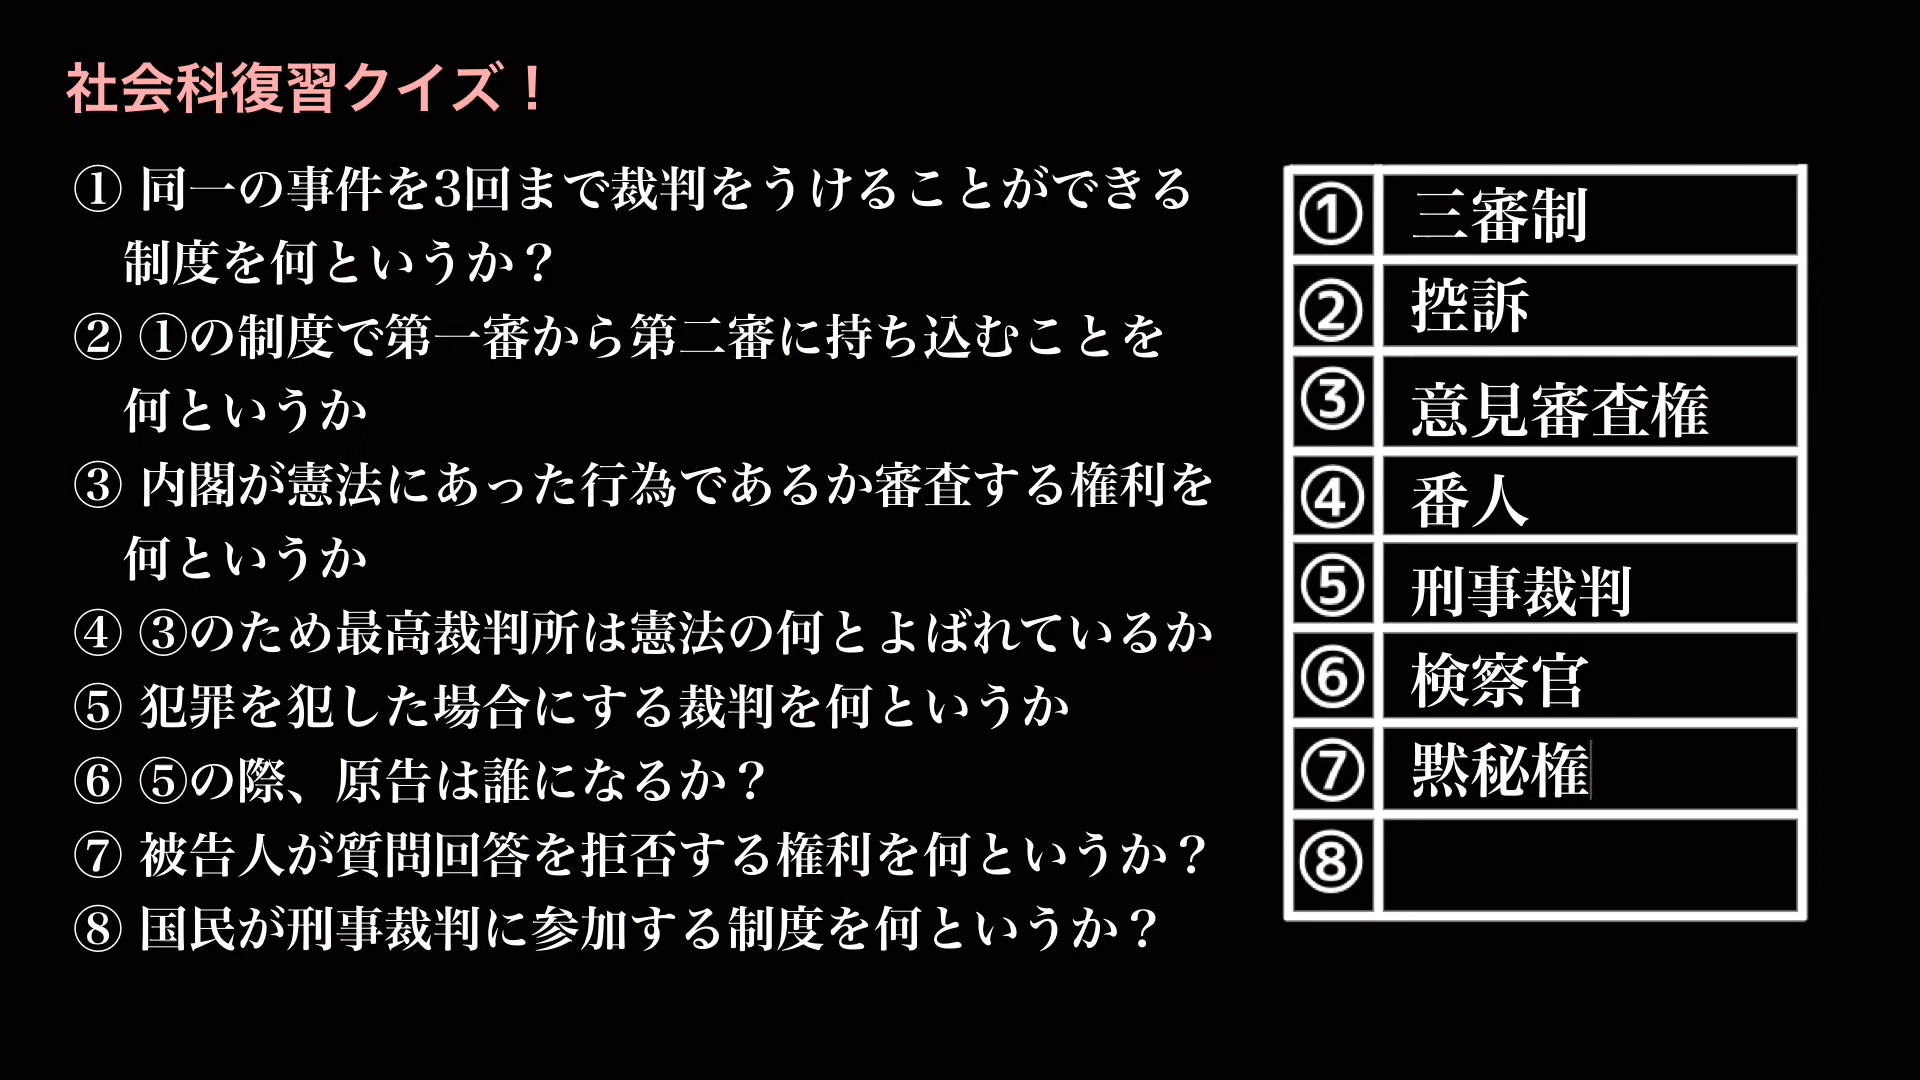 社会科復習クイズ！
① 同一の事件を3回まで裁判をうけることができる
制度を何というか？
② ①の制度で第一審から第二審に持ち込むことを
何というか
③ 内閣が憲法にあった行為であるか審査する権利を
何というか
④ ③のため最高裁判所は憲法の何とよばれているか
⑤ 犯罪を犯した場合にする裁判を何というか
⑥ ⑤の際、原告は誰になるか？
⑦ 被告人が質問回答を拒否する権利を何というか？
⑧ 国民が刑事裁判に参加する制度を何というか？
① 三審制
② 控訴
③ 意見審査権
④ 番人
⑤ 刑事裁判
⑥ 検察官
⑦ 黙秘権
⑧